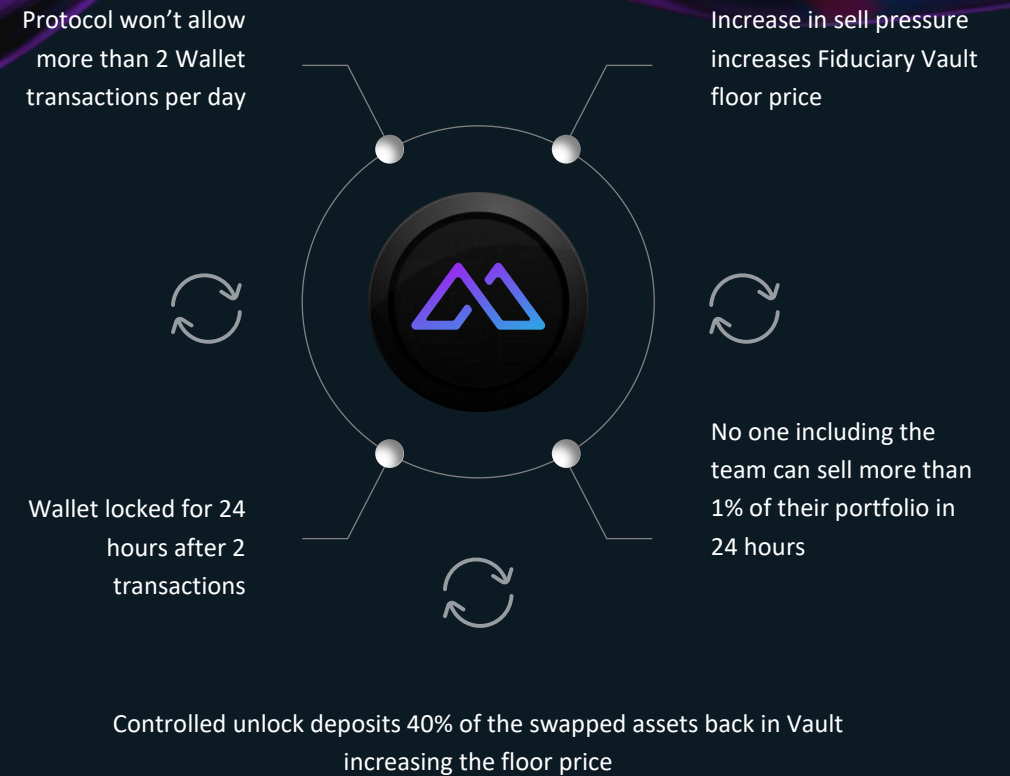 Protocol won’t allow
more than 2 Wallet
transactions per day
Increase in sell pressure
increases Fiduciary Vault
floor price
Wallet locked for 24
hours after 2
transactions
No one including the
team can sell more than
1% of their portfolio in
24 hours
Controlled unlock deposits 40% of the swapped assets back in Vault
increasing the floor price